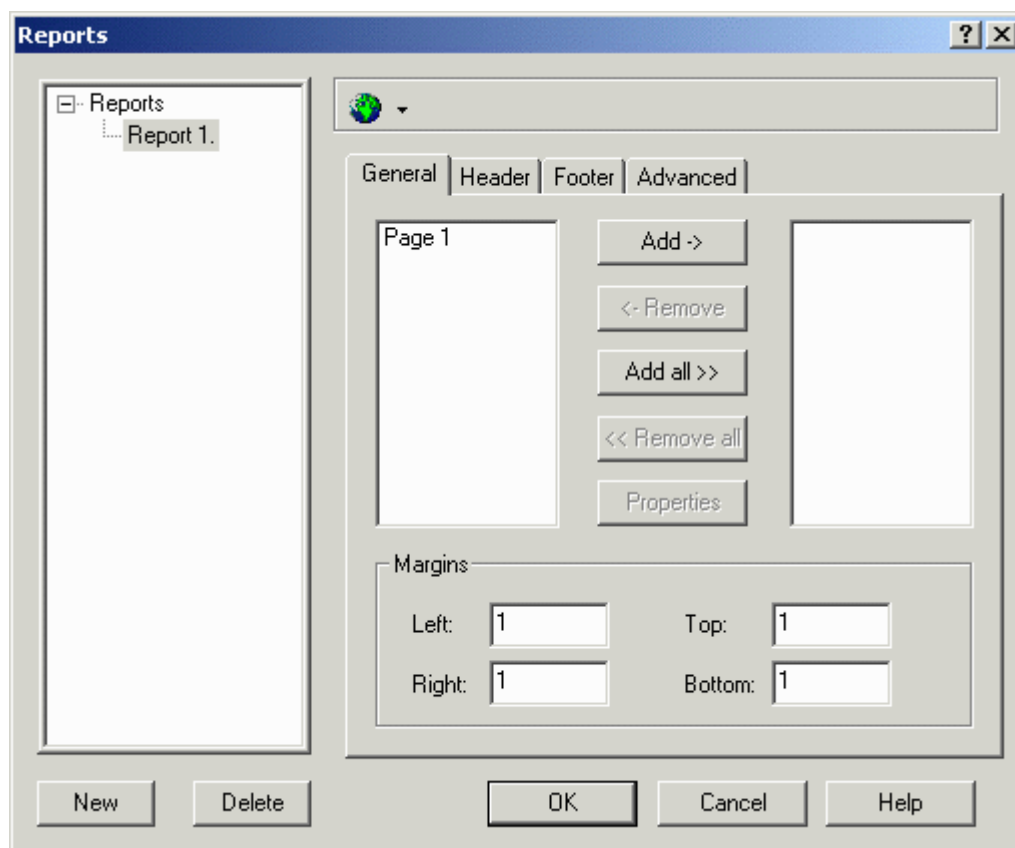 Reports
Reports
Report 1.
General Header Footer Advanced
Page 1
Add ->
<- Remove
Add all >>
<< Remove all
Properties
Margins
Left: 1 Top: 1
Right: 1 Bottom: 1
New Delete OK Cancel Help